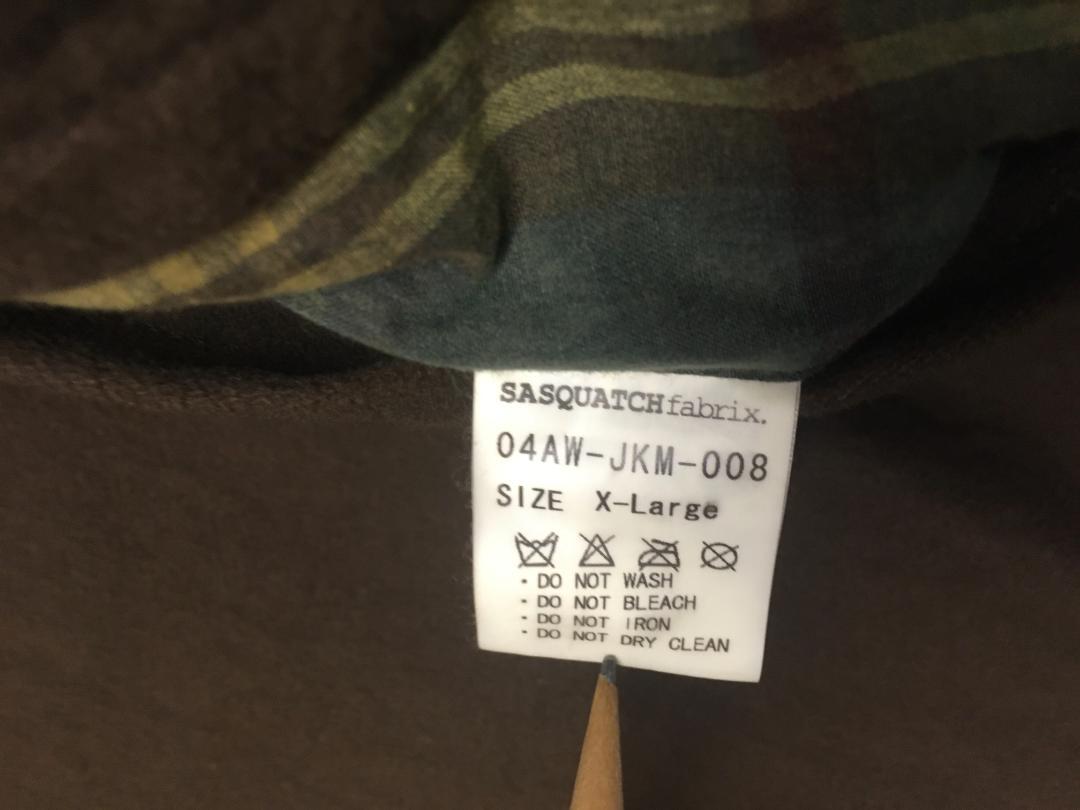 SASQUATCHfabrix.
04AW-JKM-008
SIZE X-Large
・DO NOT WASH
・DO NOT BLEACH
・DO NOT IRON
・DO NOT DRY CLEAN